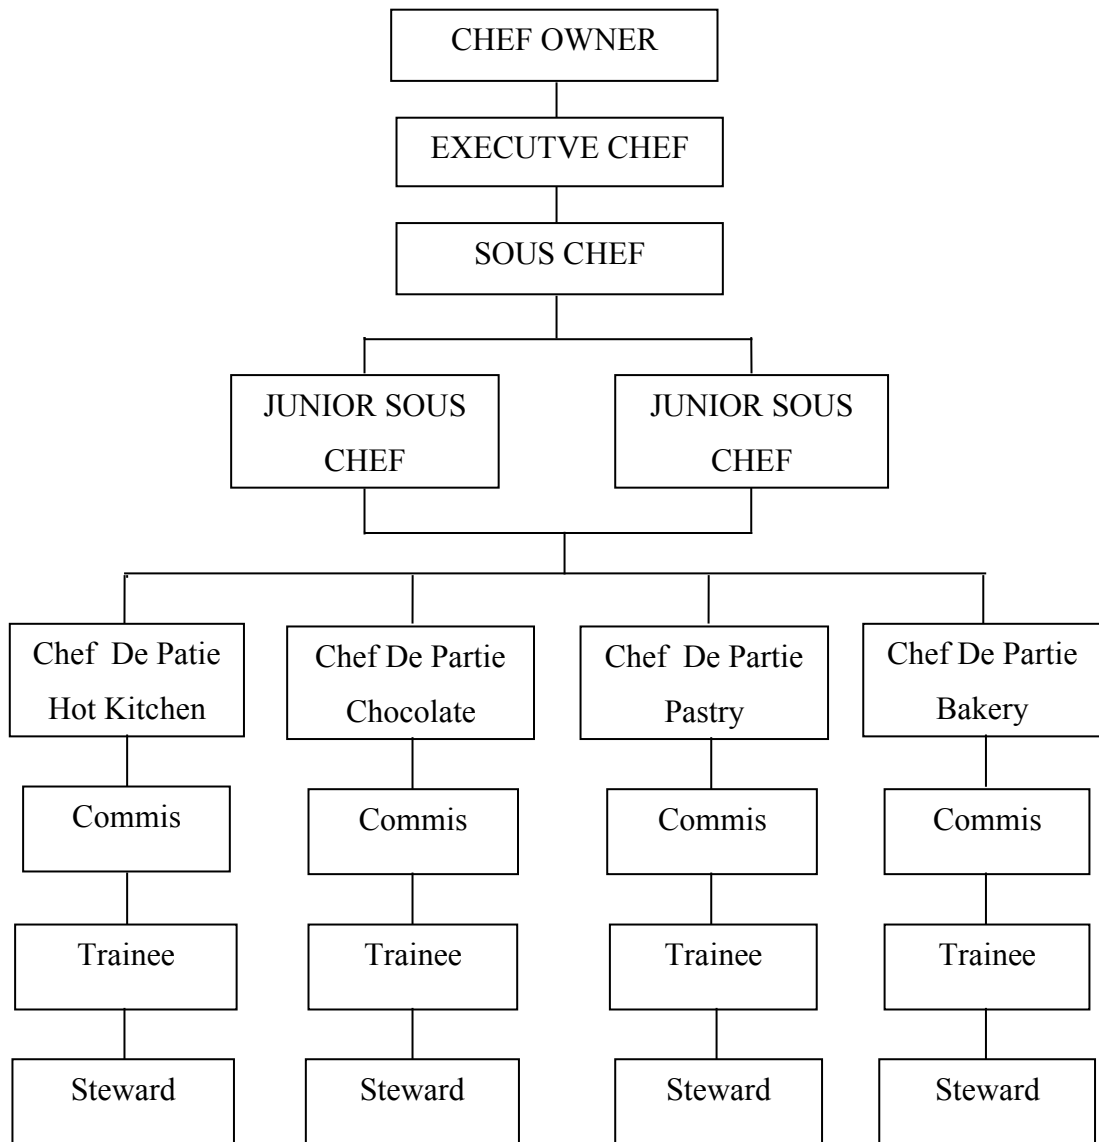 CHEF OWNER
EXECUTVE CHEF
SOUS CHEF
JUNIOR SOUS
CHEF
JUNIOR SOUS
CHEF
Chef De Patie
Hot Kitchen
Chef De Partie
Chocolate
Chef De Partie
Pastry
Chef De Partie
Bakery
Commis
Commis
Commis
Commis
Trainee
Trainee
Trainee
Trainee
Steward
Steward
Steward
Steward